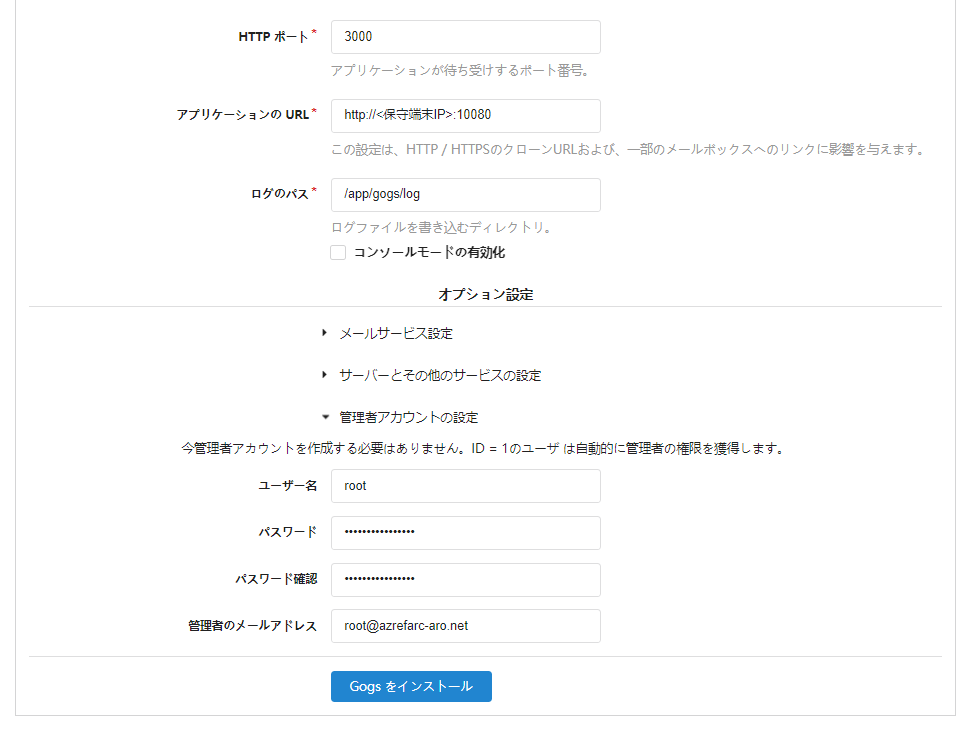 HTTP ポート* 3000
アプリケーションが待ち受けするポート番号。
アプリケーションの URL* http://<保守端末IP>:10080
この設定は、HTTP / HTTPSのクローンURLおよび、一部のメールボックスへのリンクに影響を与えます。
ログのパス* /app/gogs/log
ログファイルを書き込むディレクトリ。
コンソールモードの有効化
オプション設定
メールサービス設定
サーバーとその他のサービスの設定
管理者アカウントの設定
今管理者アカウントを作成する必要はありません。ID = 1のユーザ は自動的に管理者の権限を獲得します。
ユーザー名 root
パスワード ••••••••••••••••
パスワード確認 ••••••••••••••••
管理者のメールアドレス root@azrefarc-aro.net
Gogs をインストール